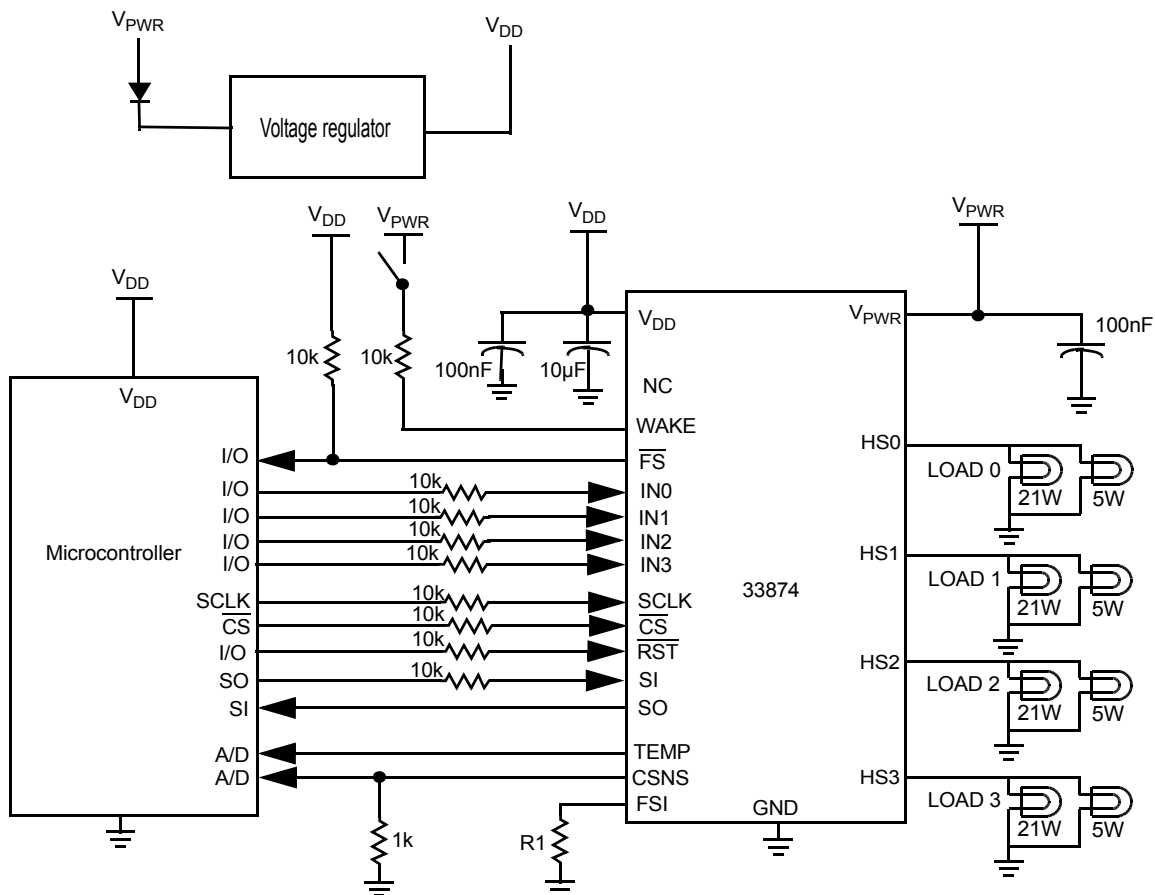 VPWR
VDD
Voltage regulator
VDD
VPWR
VDD
VPWR
VDD
10k
10k
100nF
10µF
100nF
VDD
VDD
VPWR
NC
WAKE
HS0
I/O
FS
LOAD 0
21W
5W
I/O
10k
IN0
I/O
10k
IN1
I/O
10k
IN2
I/O
10k
IN3
Microcontroller
33874
HS1
LOAD 1
21W
5W
SCLK
10k
SCLK
CS
10k
CS
I/O
10k
RST
SO
10k
SI
SI
SO
HS2
LOAD 2
21W
5W
A/D
TEMP
A/D
CSNS
HS3
LOAD 3
21W
5W
FSI
GND
1k
R1